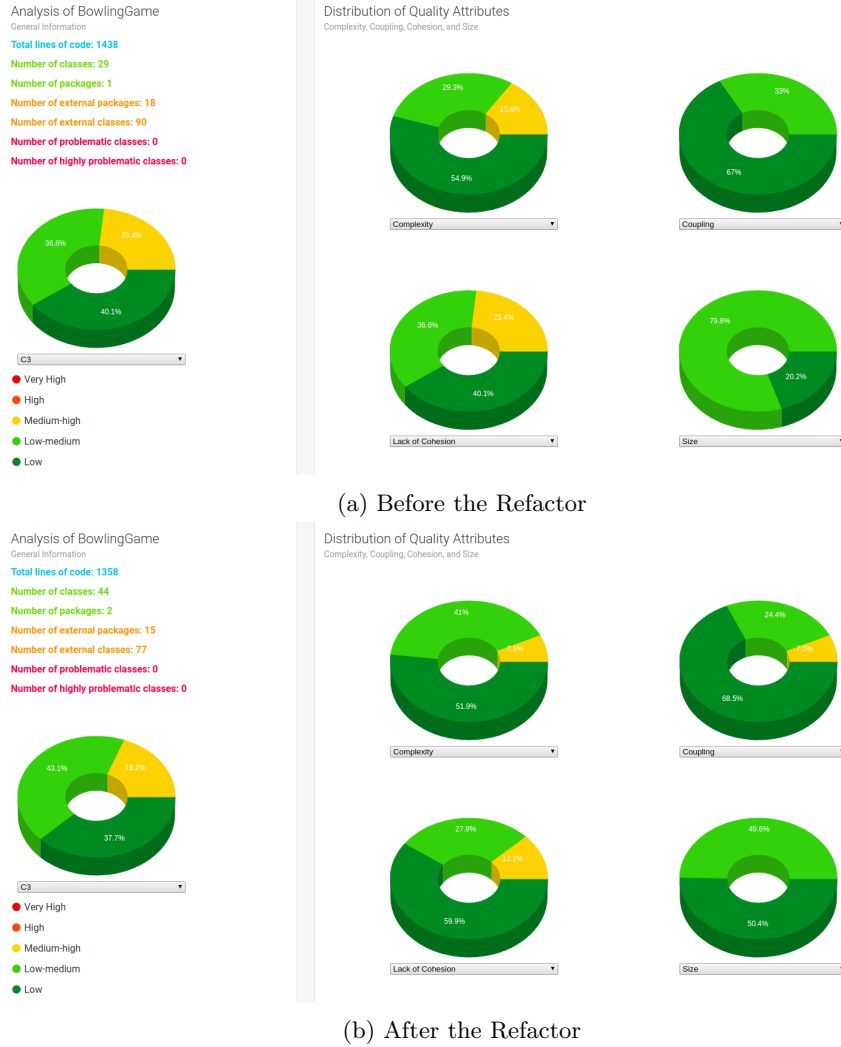 Analysis of BowlingGame
General Information
Total lines of code: 1438
Number of classes: 29
Number of packages: 1
Number of external packages: 18
Number of external classes: 90
Number of problematic classes: 0
Number of highly problematic classes: 0
36.6%
23.4%
40.1%
C3
Very High
High
Medium-high
Low-medium
Low
Distribution of Quality Attributes
Complexity, Coupling, Cohesion, and Size
29.3%
15.8%
54.9%
Complexity
33%
67%
Coupling
36.6%
23.4%
40.1%
Lack of Cohesion
79.8%
20.2%
Size
(a) Before the Refactor
Analysis of BowlingGame
General Information
Total lines of code: 1358
Number of classes: 44
Number of packages: 2
Number of external packages: 15
Number of external classes: 77
Number of problematic classes: 0
Number of highly problematic classes: 0
43.1%
19.2%
37.7%
C3
Very High
High
Medium-high
Low-medium
Low
Distribution of Quality Attributes
Complexity, Coupling, Cohesion, and Size
41%
7.1%
51.9%
Complexity
24.4%
7.1%
68.5%
Coupling
27.9%
12.2%
59.9%
Lack of Cohesion
49.6%
50.4%
Size
(b) After the Refactor